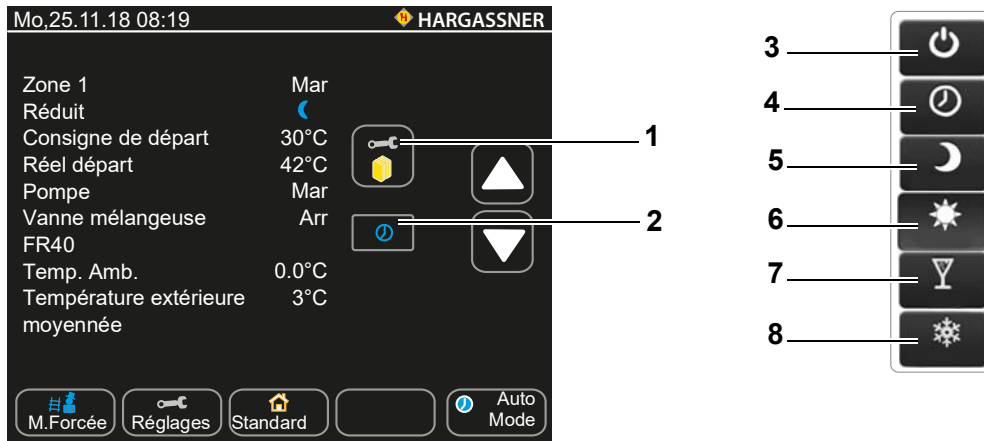 Mo,25.11.18 08:19 HARGASSNER
Zone 1 Mar
Réduit
Consigne de départ 30°C
Réel départ 42°C
Pompe Mar
Vanne mélangeuse Arr
FR40
Temp. Amb. 0.0°C
Température extérieure 3°C
moyennée
M.Forcée Réglages Standard Auto Mode
1
2
3
4
5
6
7
8